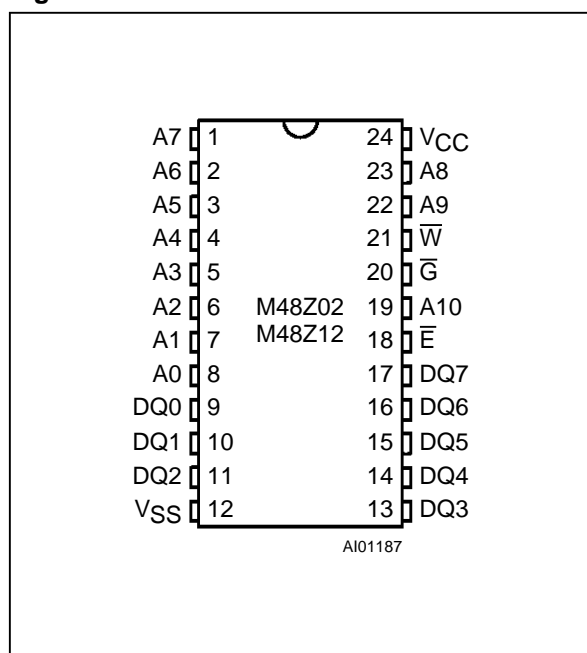 A7 1 24 VCC
A6 2 23 A8
A5 3 22 A9
A4 4 21 W̅
A3 5 20 G̅
A2 6 M48Z02 19 A10
A1 7 M48Z12 18 E̅
A0 8 17 DQ7
DQ0 9 16 DQ6
DQ1 10 15 DQ5
DQ2 11 14 DQ4
VSS 12 13 DQ3
AI01187